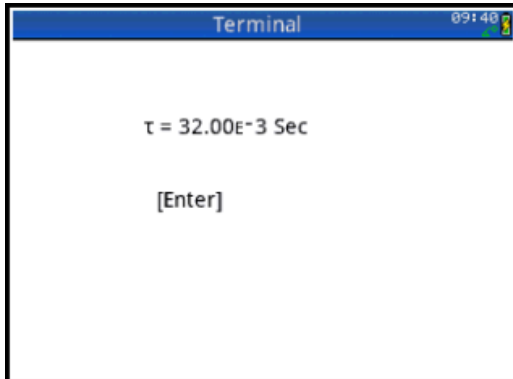 Terminal
09:40
τ = 32.00E-3 Sec
[Enter]